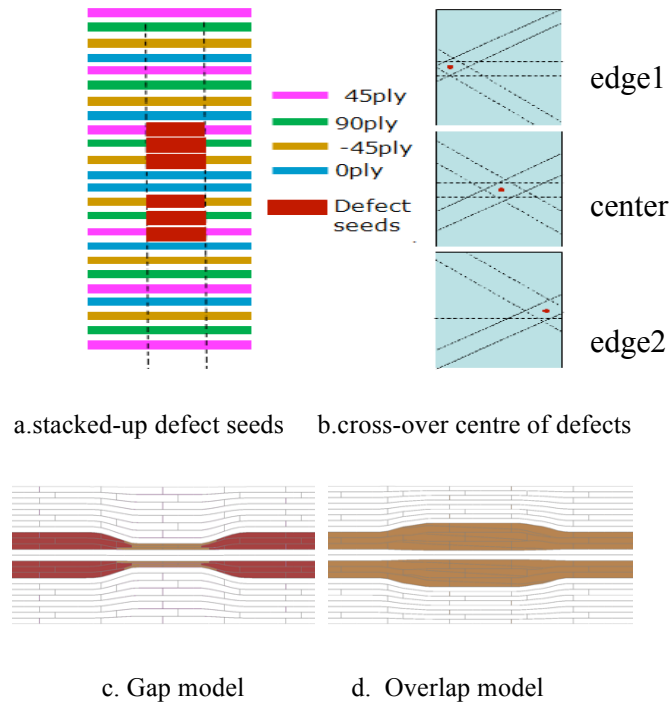 45ply
90ply
-45ply
0ply
Defect
seeds
edge1
center
edge2
a.stacked-up defect seeds
b.cross-over centre of defects
c. Gap model
d. Overlap model